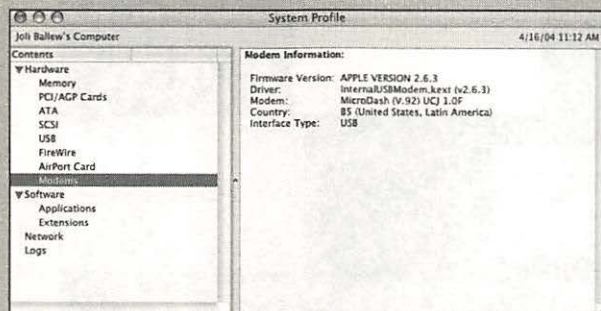 System Profile
Joli Ballew's Computer
4/16/04 11:12 AM
Contents
Hardware
Memory
PCI/AGP Cards
ATA
SCSI
USB
FireWire
AirPort Card
Modems
Software
Applications
Extensions
Network
Logs
Modem Information:
Firmware Version: APPLE VERSION 2.6.3
Driver: InternalUSBModem.kext (v2.6.3)
Modem: MicroDash (V.92) UCJ 1.0F
Country: B5 (United States, Latin America)
Interface Type: USB